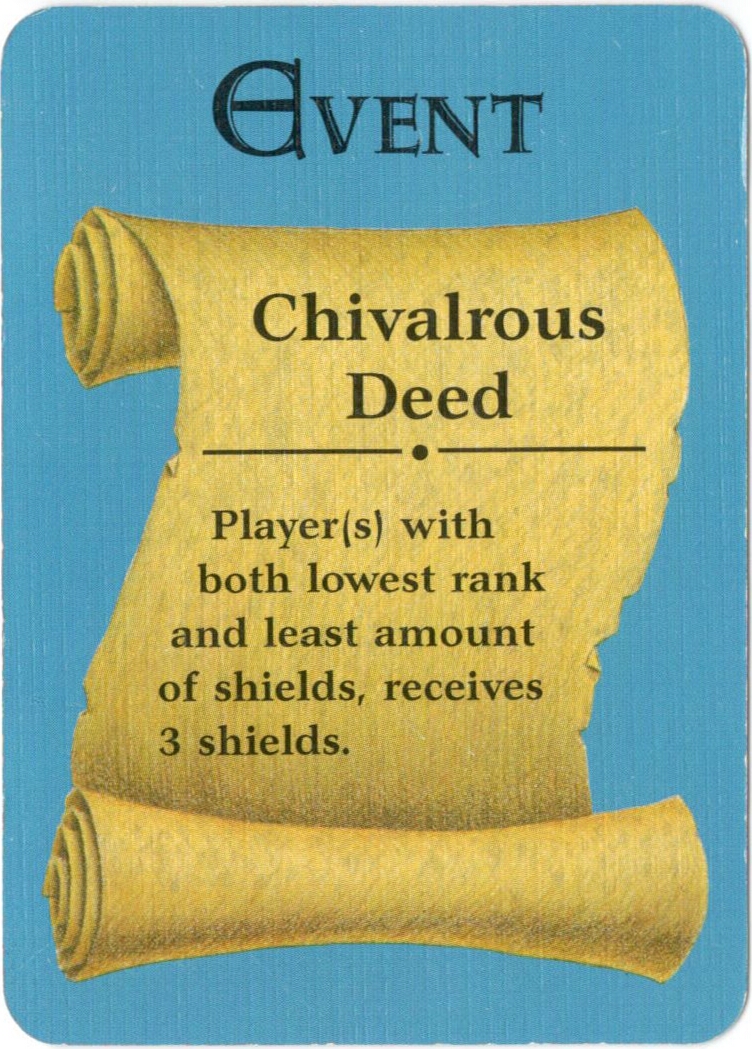 Event
Chivalrous
Deed
Player(s) with
both lowest rank
and least amount
of shields, receives
3 shields.